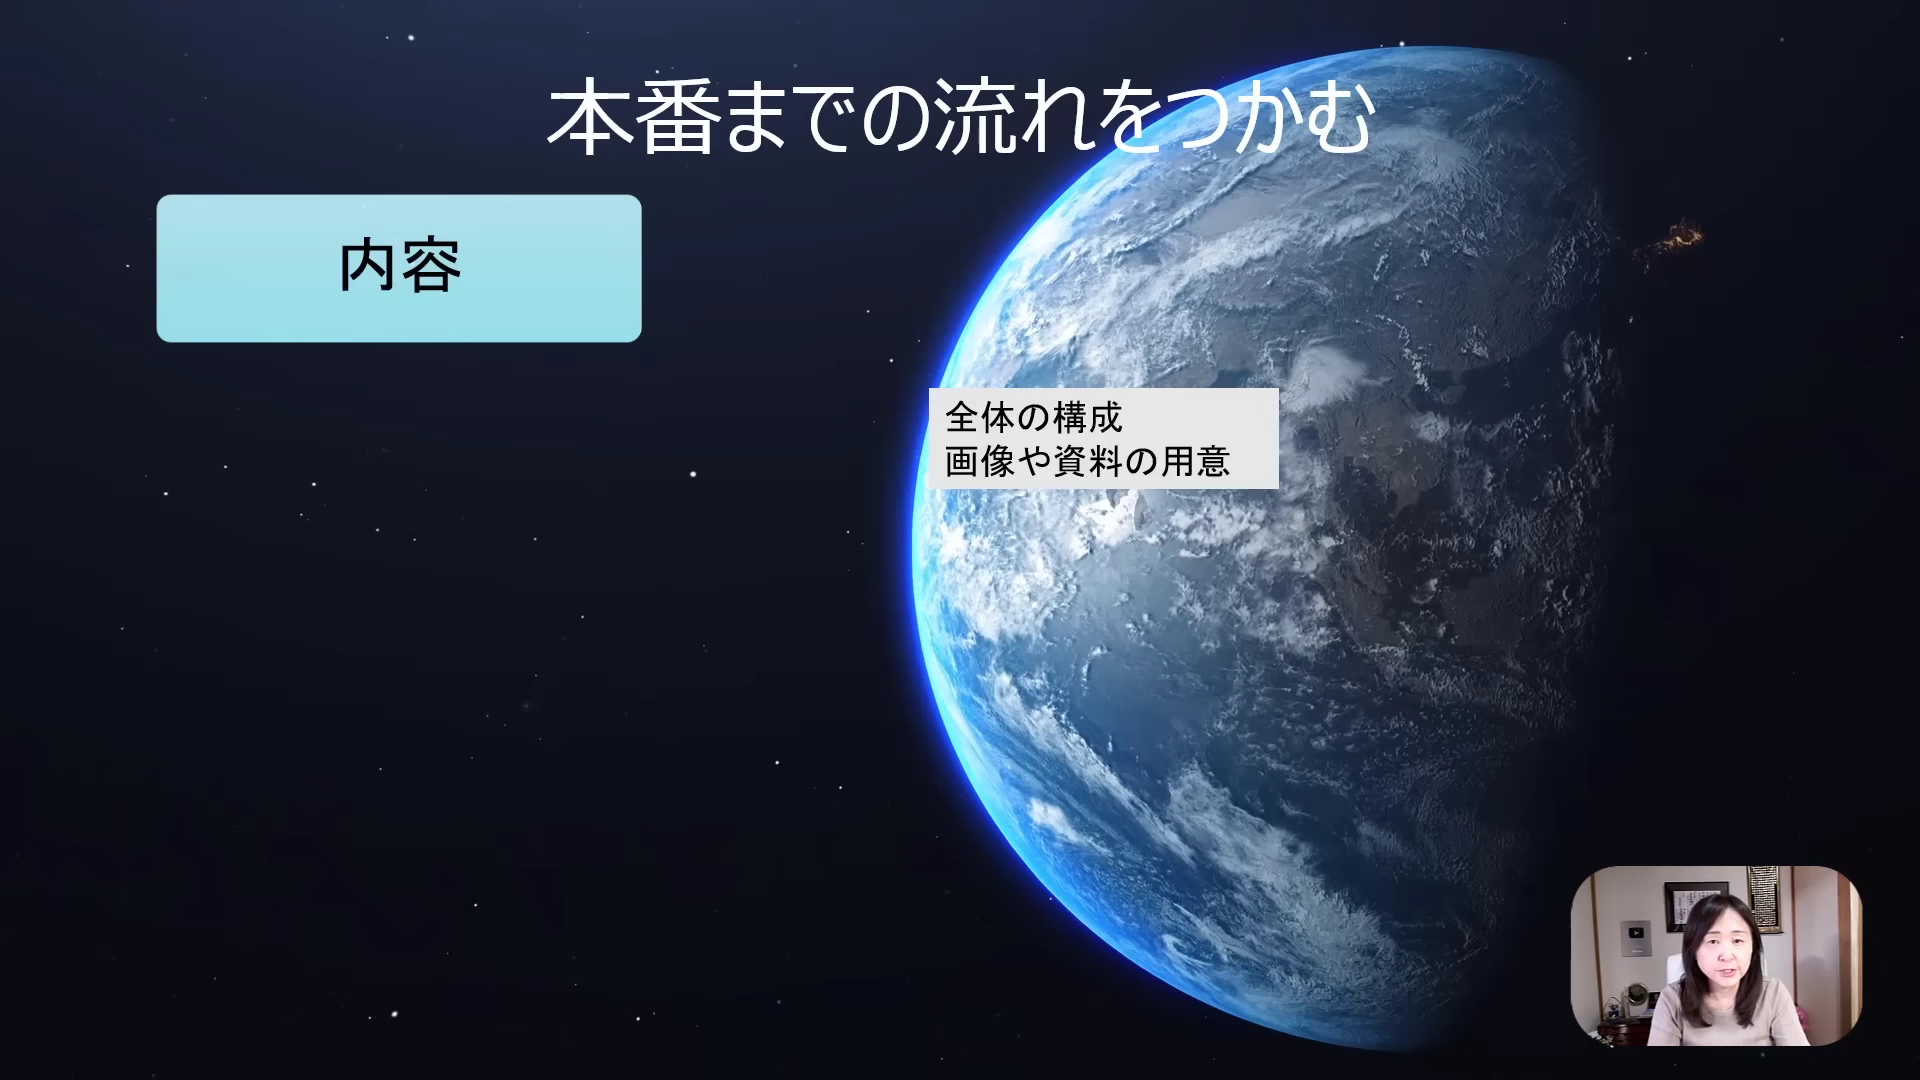 本番までの流れをつかむ
内容
全体の構成
画像や資料の用意